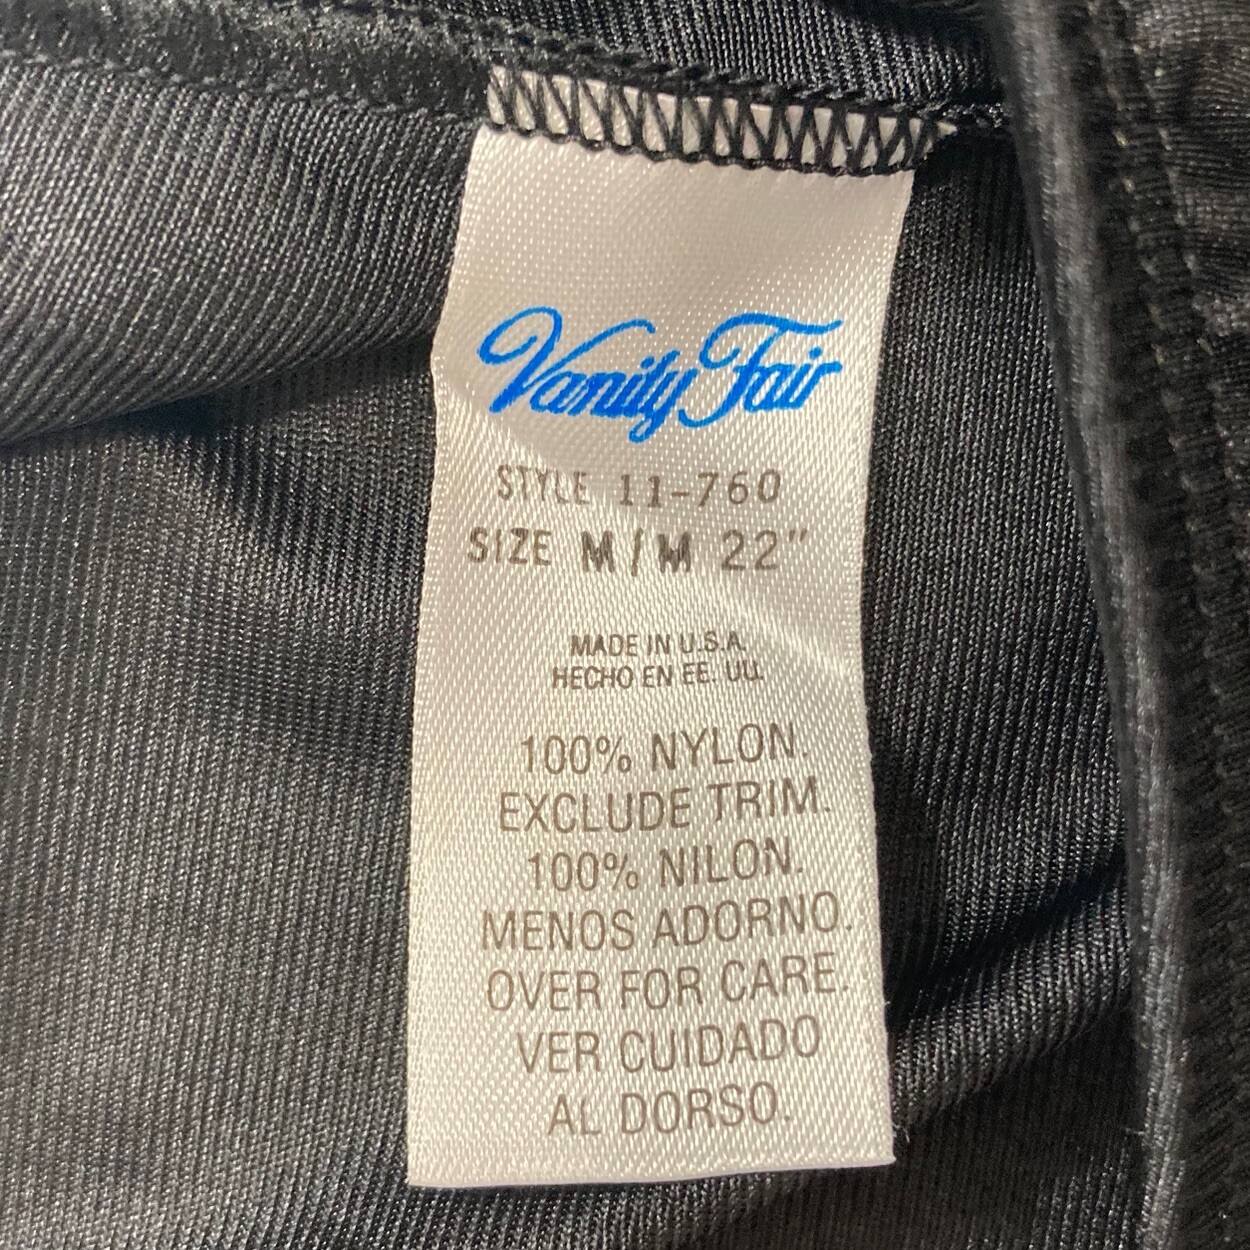 Vanity Fair
STYLE 11-760
SIZE M/M 22"
MADE IN U.S.A.
HECHO EN EE. UU.
100% NYLON.
EXCLUDE TRIM.
100% NILON.
MENOS ADORNO.
OVER FOR CARE.
VER CUIDADO
AL DORSO.